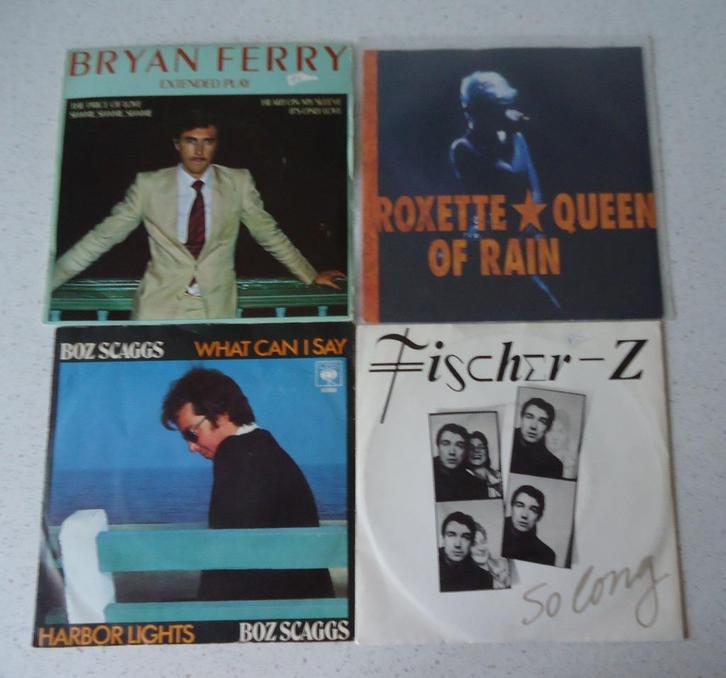 BRYAN FERRY
EXTENDED PLAY
THE PRICE OF LOVE
SHAME, SHAME, SHAME
HEART ON MY SLEEVE
IT'S ONLY LOVE
ROXETTE ★ QUEEN
OF RAIN
BOZ SCAGGS WHAT CAN I SAY
CBS
HARBOR LIGHTS BOZ SCAGGS
Fischer-Z
So long